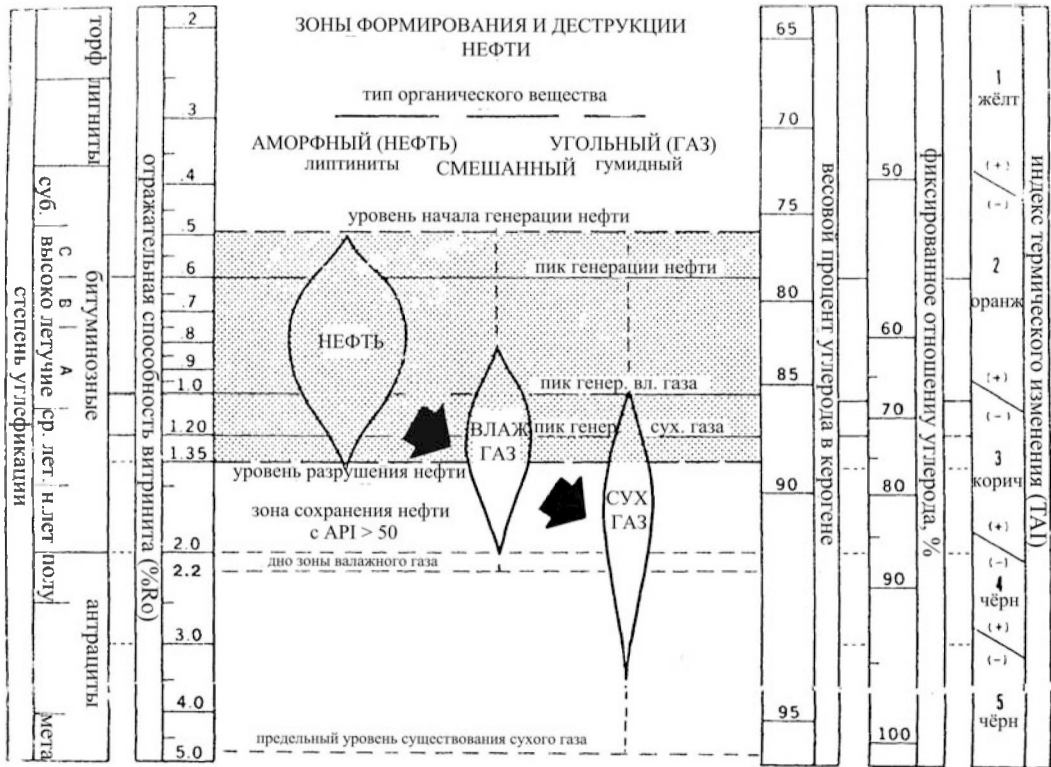 ЗОНЫ ФОРМИРОВАНИЯ И ДЕСТРУКЦИИ
НЕФТИ
тип органического вещества
АМОРФНЫЙ (НЕФТЬ)
липтиниты
СМЕШАННЫЙ
УГОЛЬНЫЙ (ГАЗ)
гумидный
уровень начала генерации нефти
пик генерации нефти
НЕФТЬ
пик генер. вл. газа
ВЛАЖ
ГАЗ
пик генер. сух. газа
уровень разрушения нефти
зона сохранения нефти
с API > 50
СУХ
ГАЗ
дно зоны валажного газа
предельный уровень существования сухого газа
степень углефикации
торф
лигниты
суб.
битуминозные
высоко летучие
С
В
А
ср. лет.
н.лет
полу
антрациты
мета
отражательная способность витринита (%Ro)
.2
.3
.4
.5
.6
.7
.8
.9
1.0
1.20
1.35
2.0
2.2
3.0
4.0
5.0
весовой процент углерода в керогене
65
70
75
80
85
90
95
фиксированное отношению углерода, %
50
60
70
80
90
100
индекс термического изменения (TAI)
1
жёлт
(+)
(-)
2
оранж
(+)
(-)
3
корич
(+)
(-)
4
чёрн
(+)
(-)
5
чёрн